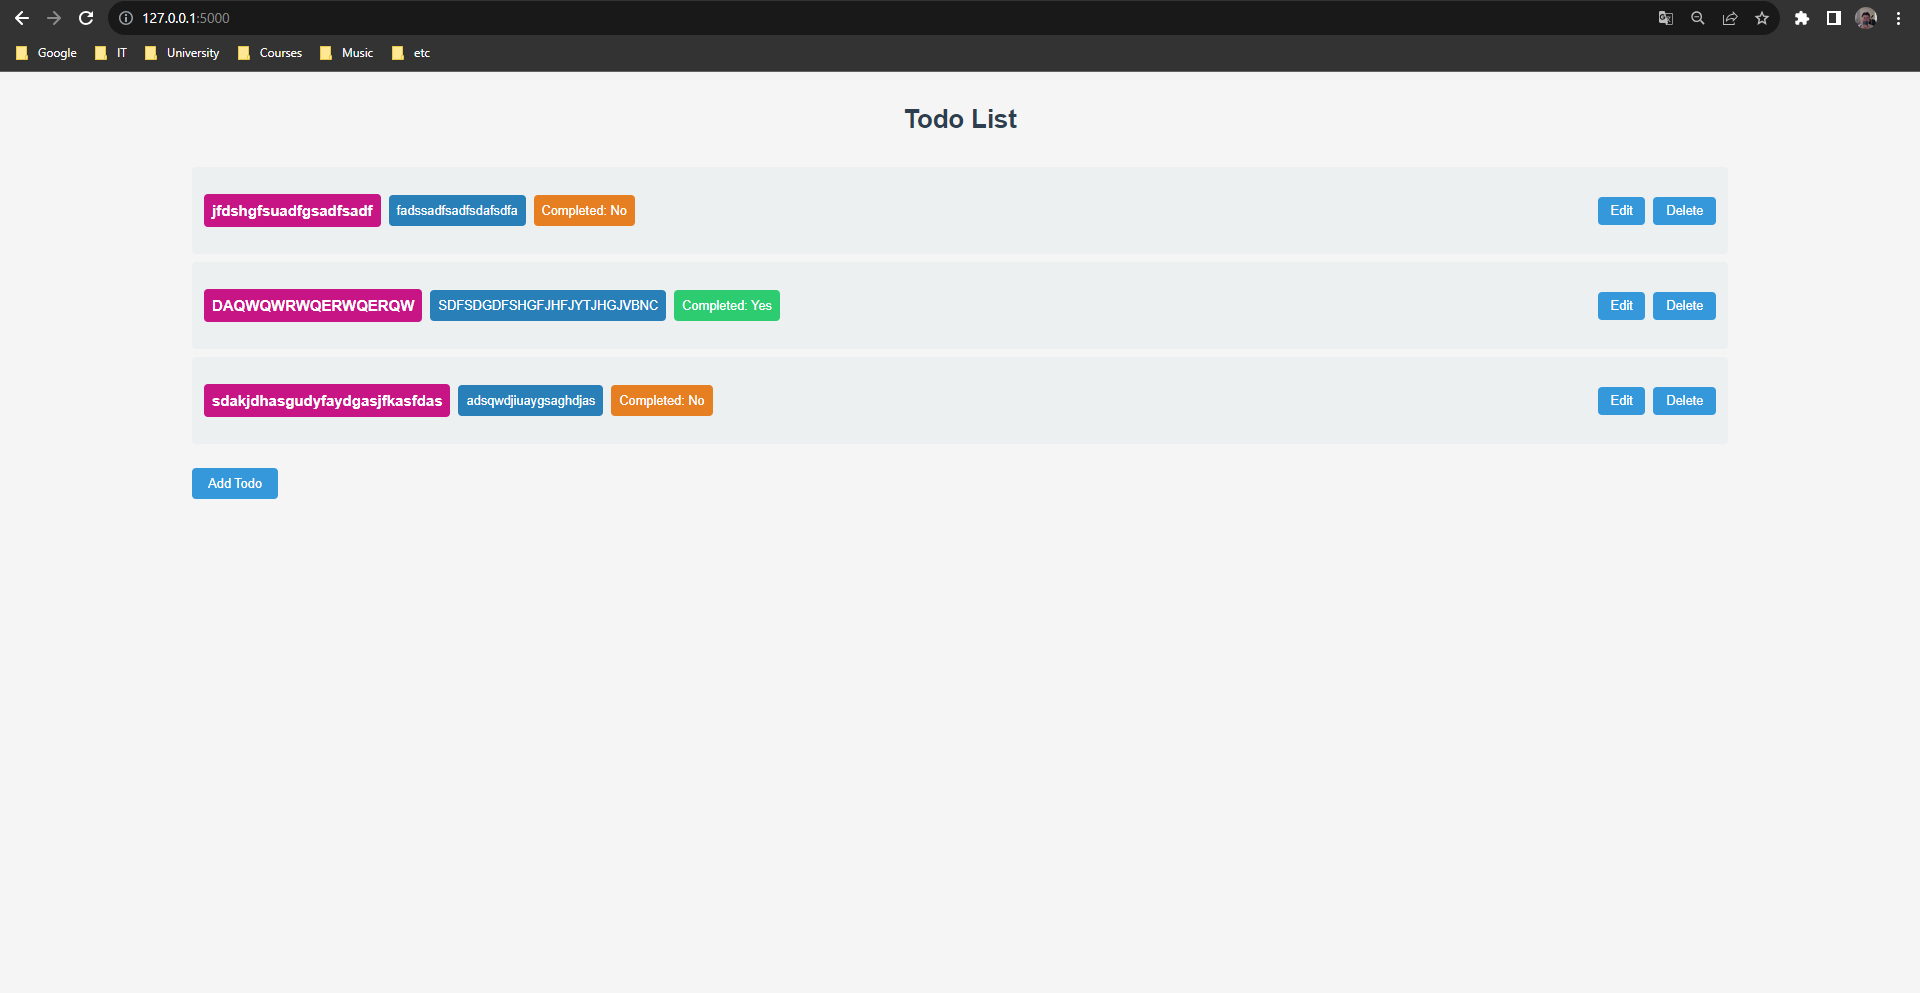 127.0.0.1:5000
Google IT University Courses Music etc
Todo List
jfdshgfsuadfgsadfsadf fadssadfsadfsdafsdfa Completed: No Edit Delete
DAQWQWRWQERWQERQW SDFSDGDFSHGFJHFJYTJHGJVBNC Completed: Yes Edit Delete
sdakjdhasgudyfaydgasjfkasfdas adsqwdjiuaygsaghdjas Completed: No Edit Delete
Add Todo